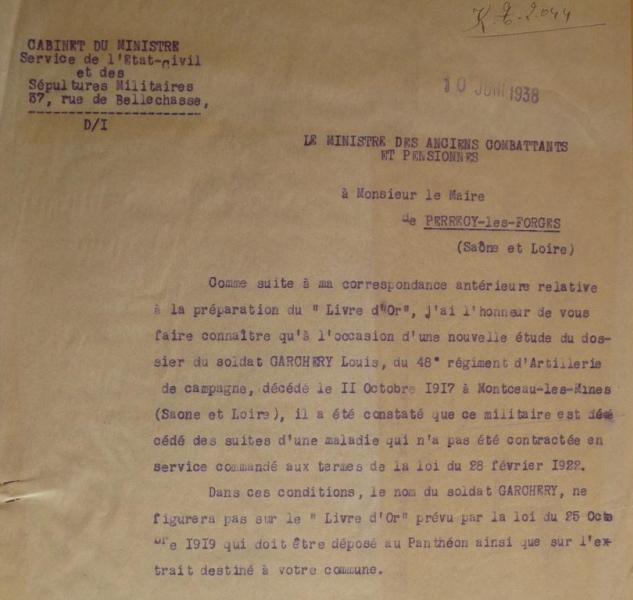 K.Z. 2.044
CABINET DU MINISTRE
Service de l'Etat-Civil
et des
Sépultures Militaires
37, rue de Bellechasse,
D/I
10 JUIN 1938
LE MINISTRE DES ANCIENS COMBATTANTS
ET PENSIONNES
à Monsieur le Maire
de PERRECY-les-FORGES
(Saône et Loire)
Comme suite à ma correspondance antérieure relative
à la préparation du " Livre d'Or", j'ai l'honneur de vous
faire connaître qu'à l'occasion d'une nouvelle étude du dos-
sier du soldat GARCHERY Louis, du 48° régiment d'Artillerie
de campagne, décédé le II Octobre I9I7 à Montceau-les-Mines
(Saone et Loire), il a été constaté que ce militaire est dé
cédé des suites d'une maladie qui n'a pas été contractée en
service commandé aux termes de la loi du 28 février I922.
Dans ces conditions, le nom du soldat GARCHERY, ne
figurera pas sur le " Livre d'Or" prévu par la loi du 25 Octo
bre I9I9 qui doit être déposé au Panthéon ainsi que sur l'ex-
trait destiné à votre commune.